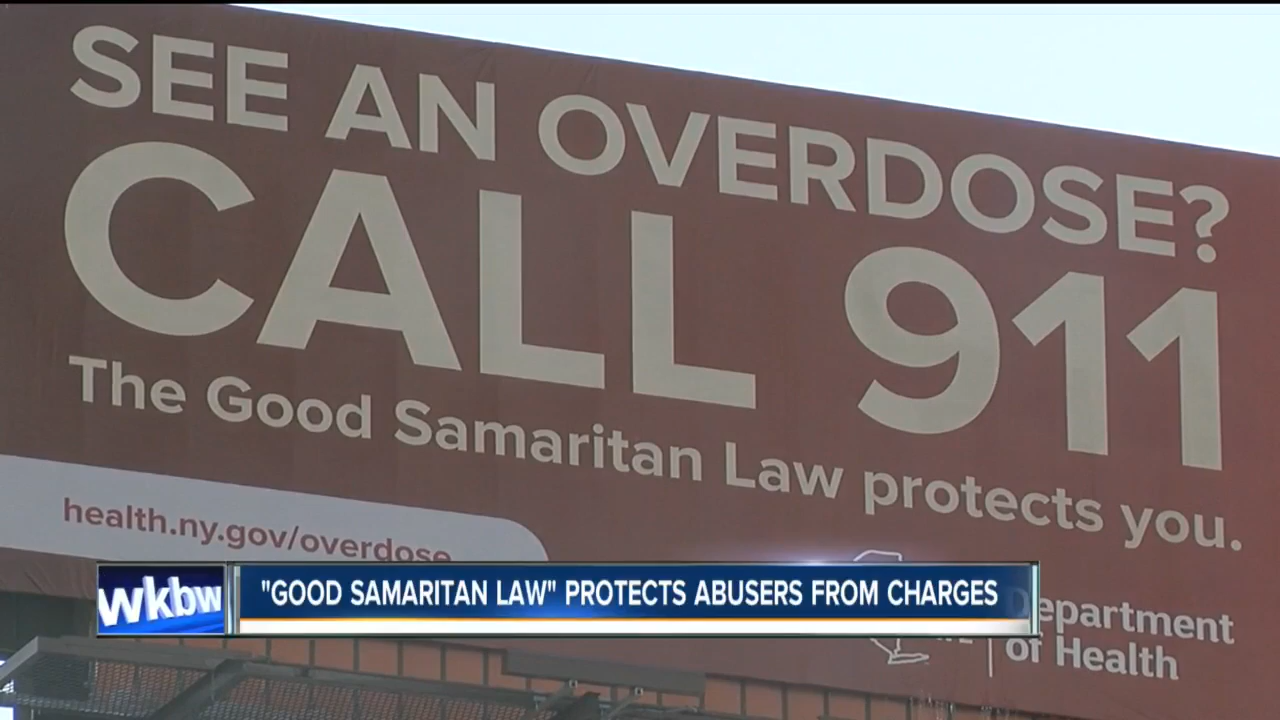 SEE AN OVERDOSE?
CALL 911
The Good Samaritan Law protects you.
health.ny.gov/overdose
wkbw
"GOOD SAMARITAN LAW" PROTECTS ABUSERS FROM CHARGES
Department
of Health